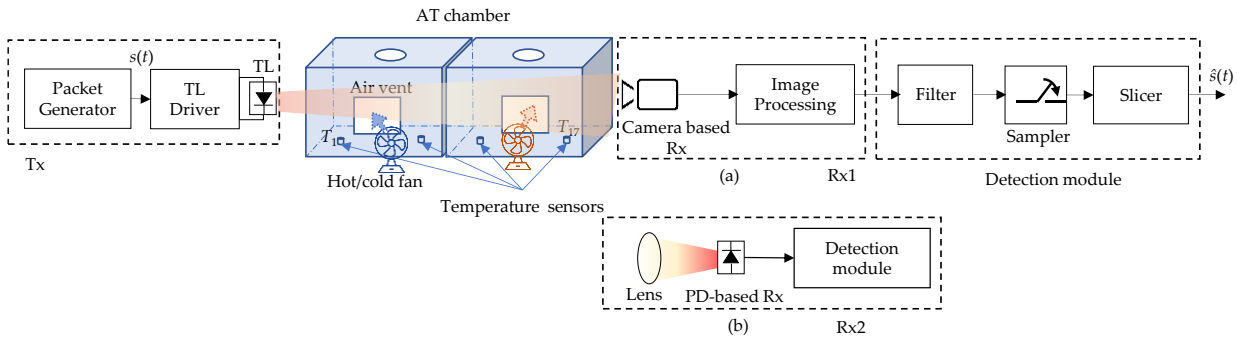 AT chamber
s(t)
TL
Packet
Generator
TL
Driver
Tx
Air vent
T1
T17
Hot/cold fan
Temperature sensors
Camera based
Rx
Image
Processing
(a)
Rx1
Filter
Sampler
Slicer
ŝ(t)
Detection module
Lens
PD-based Rx
Detection
module
(b)
Rx2